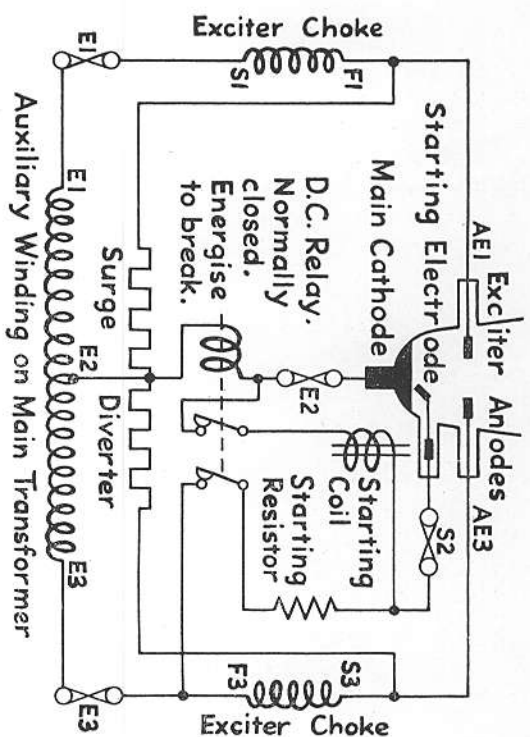 Exciter Anodes
AE1
AE3
Starting Electrode
Main Cathode
S2
E2
D.C. Relay.
Normally
closed.
Energise
to break.
Starting
Coil
Starting
Resistor
Exciter Choke
F1
S1
S3
F3
Exciter Choke
Surge
Diverter
E1
E1
E2
E3
E3
Auxiliary Winding on Main Transformer